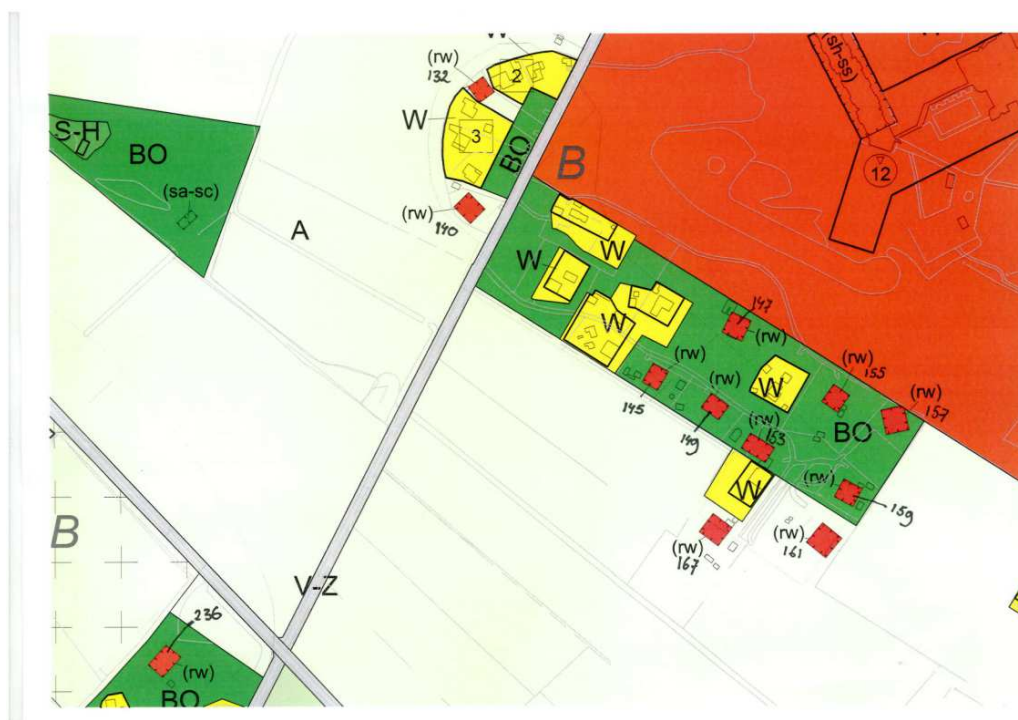 W
(rw)
132
2
W
3
BO
(rw)
140
S-H
BO
(sa-sc)
A
B
(sh-ss)
12
W
W
W
147
(rw)
(rw)
145
(rw)
149
W
(rw)
155
(rw)
157
(rw)
153
BO
W
(rw)
159
(rw)
167
(rw)
161
B
V-Z
236
(rw)
BO